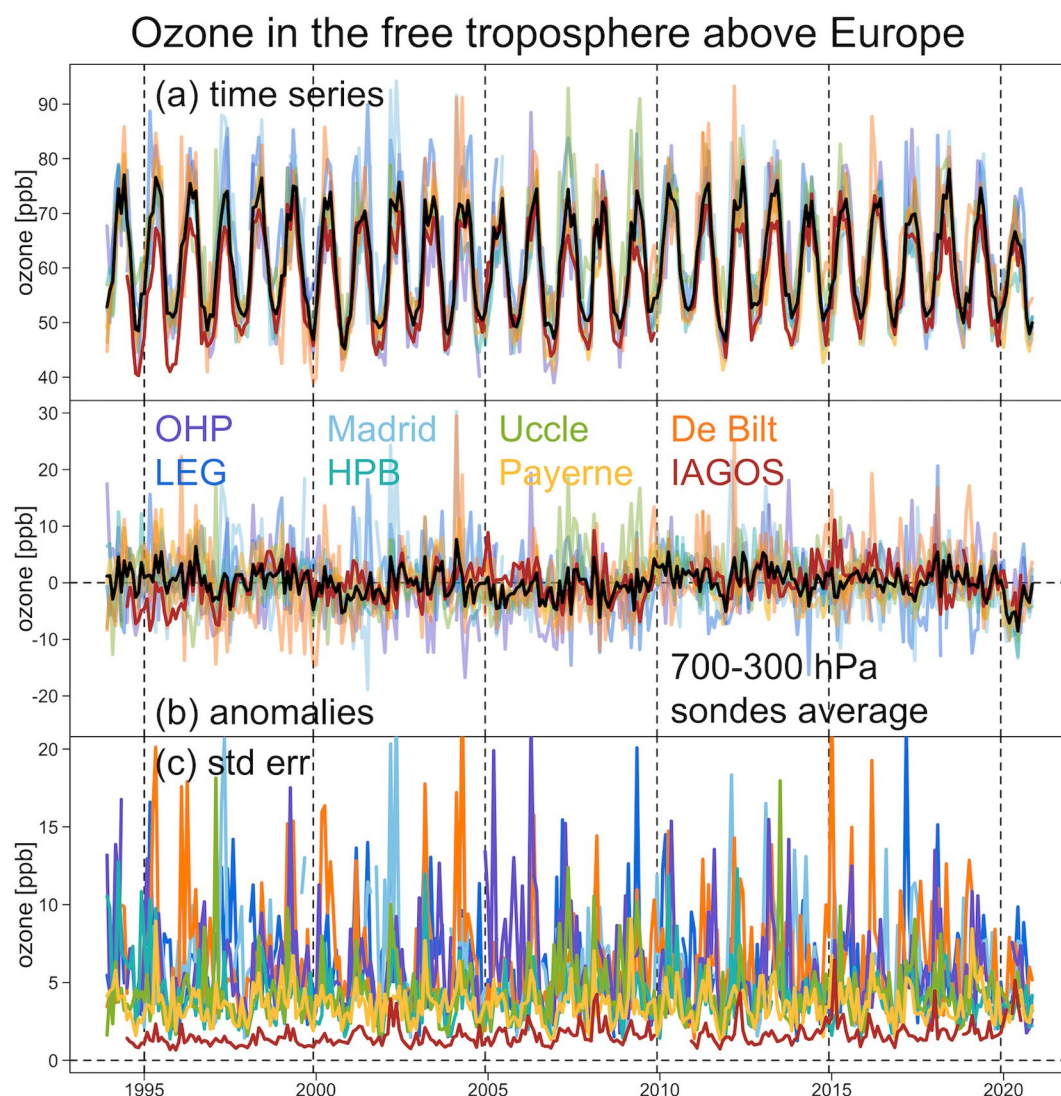 Ozone in the free troposphere above Europe
(a) time series
ozone [ppb]
90
80
70
60
50
40
OHP Madrid Uccle De Bilt
LEG HPB Payerne IAGOS
ozone [ppb]
30
20
10
0
-10
-20
700-300 hPa
(b) anomalies sondes average
(c) std err
ozone [ppb]
20
15
10
5
0
1995 2000 2005 2010 2015 2020